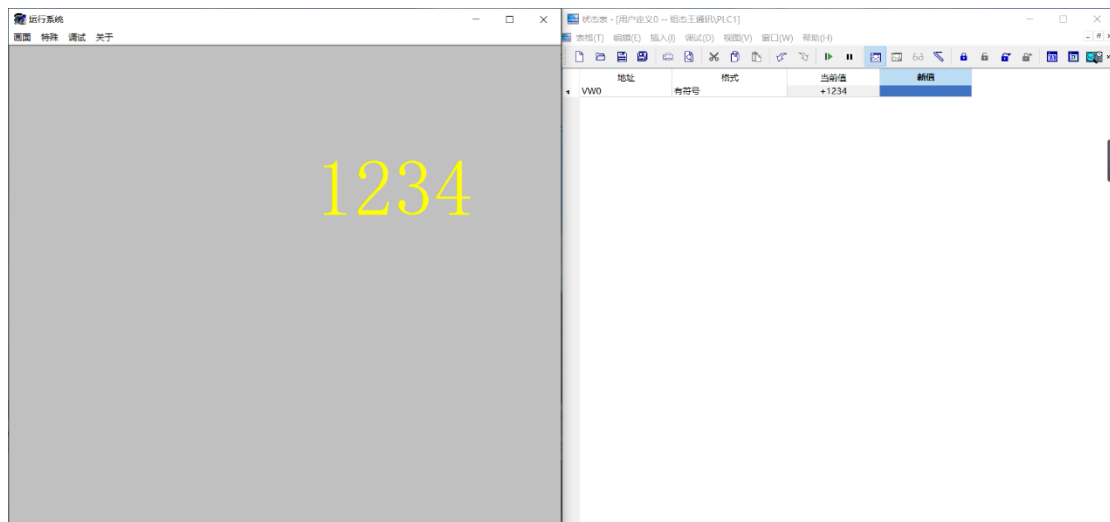 运行系统
画面 特殊 调试 关于
1234
状态表 - [用户定义0 -- 组态王通讯\PLC1]
表格(T) 编辑(E) 插入(I) 调试(D) 视图(V) 窗口(W) 帮助(H)
地址 格式 当前值 新值
1 VW0 有符号 +1234